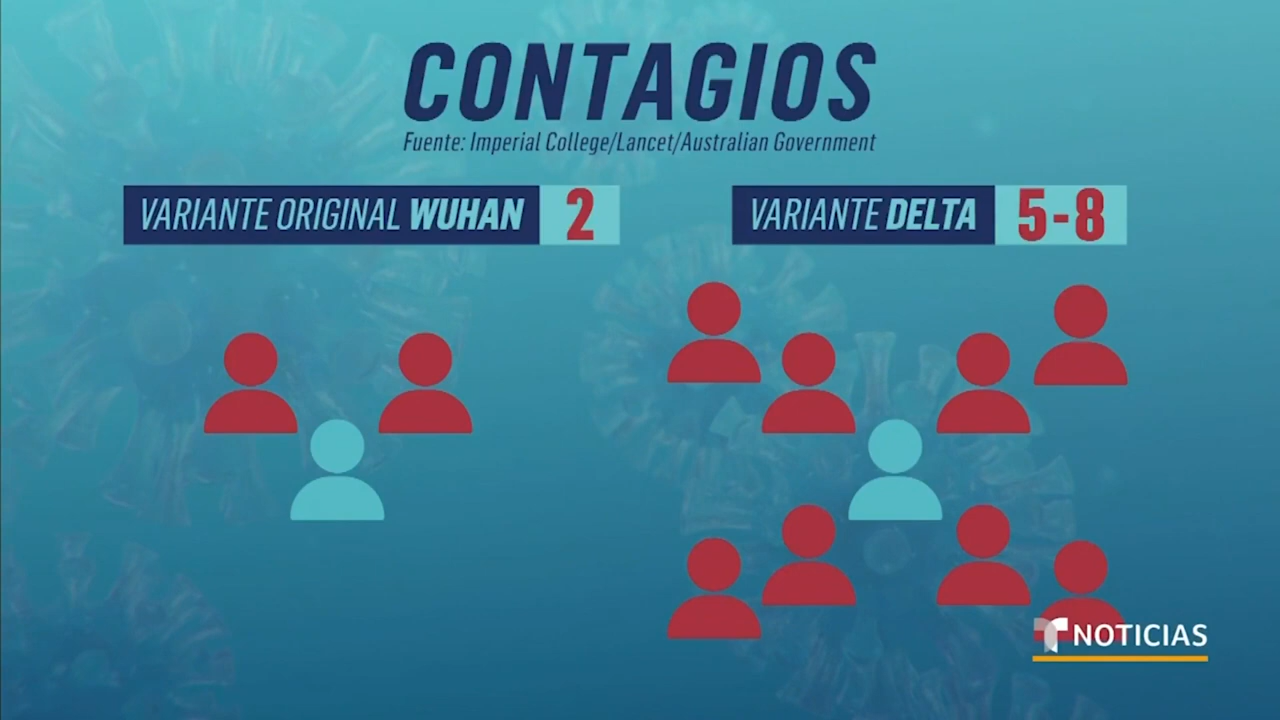 CONTAGIOS
Fuente: Imperial College/Lancet/Australian Government
VARIANTE ORIGINAL WUHAN 2
VARIANTE DELTA 5-8
NOTICIAS